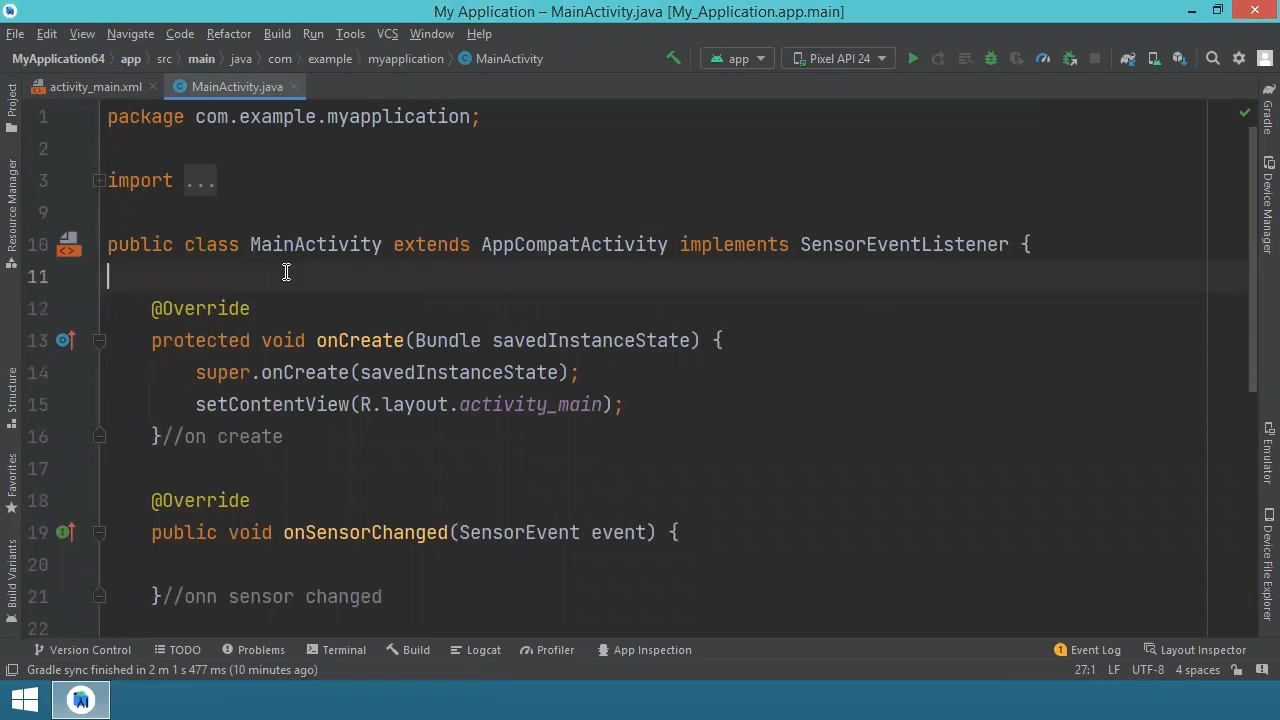 My Application – MainActivity.java [My_Application.app.main]
File Edit View Navigate Code Refactor Build Run Tools VCS Window Help
MyApplication64 app src main java com example myapplication MainActivity app Pixel API 24
activity_main.xml MainActivity.java
Project
Resource Manager
Structure
Favorites
Build Variants
1 package com.example.myapplication;
2
3 import ...
9
10 public class MainActivity extends AppCompatActivity implements SensorEventListener {
11
12 @Override
13 protected void onCreate(Bundle savedInstanceState) {
14 super.onCreate(savedInstanceState);
15 setContentView(R.layout.activity_main);
16 }//on create
17
18 @Override
19 public void onSensorChanged(SensorEvent event) {
20
21 }//onn sensor changed
22
Gradle
Device Manager
Emulator
Device File Explorer
Version Control TODO Problems Terminal Build Logcat Profiler App Inspection 1 Event Log Layout Inspector
Gradle sync finished in 2 m 1 s 477 ms (10 minutes ago) 27:1 LF UTF-8 4 spaces